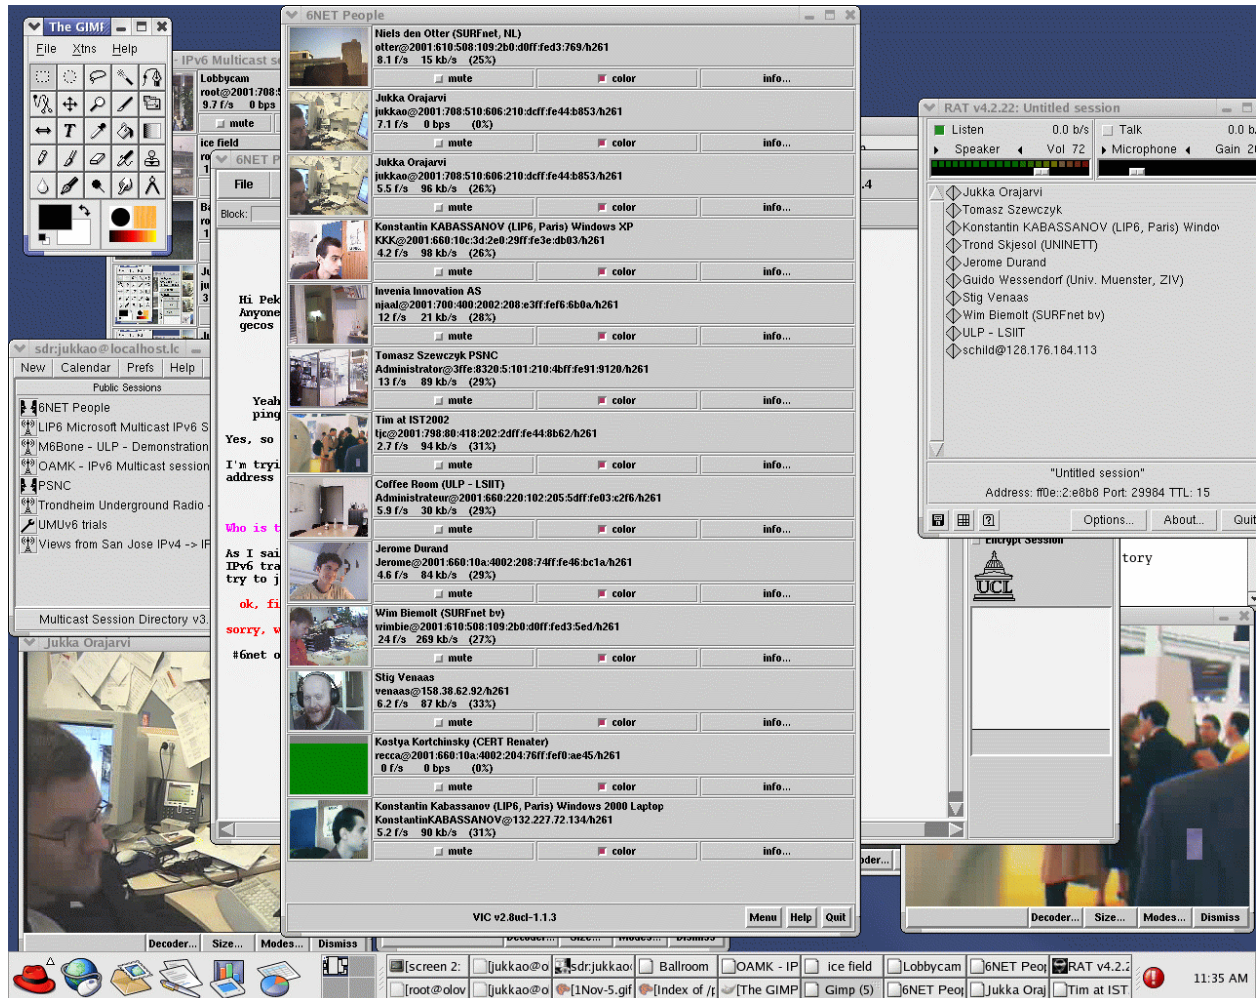 The GIMP
File Xtns Help
- IPv6 Multicast
Lobbycam
9.7 f/s 0 bps
mute
ice field
File
Block:
Hi Pek
Anyone
gecos
Yeah
ping
Yes, so
I'm tryi
address
Who is t
As I sai
IPv6 tra
try to j
ok, fi
sorry, w
#6net o
sdr:jukkao@localhost.lc
New Calendar Prefs Help
Public Sessions
6NET People
LIP6 Microsoft Multicast IPv6 S
M6Bone - ULP - Demonstration
OAMK - IPv6 Multicast session
PSNC
Trondheim Underground Radio -
UMUv6 trials
Views from San Jose IPv4 -> IP
Multicast Session Directory v3.
Jukka Orajarvi
Decoder... Size... Modes... Dismiss
6NET People
Niels den Otter (SURFnet, NL)
otter@2001:610:508:109:2b0:d0ff:fed3:769/h261
8.1 f/s 15 kb/s (25%)
mute color info...
Jukka Orajarvi
jukkao@2001:708:510:606:210:dcff:fe44:b853/h261
7.1 f/s 0 bps (0%)
mute color info...
Jukka Orajarvi
jukkao@2001:708:510:606:210:dcff:fe44:b853/h261
5.5 f/s 96 kb/s (26%)
mute color info...
Konstantin KABASSANOV (LIP6, Paris) Windows XP
KKK@2001:660:10c:3d:2e0:29ff:fe3e:db03/h261
4.2 f/s 98 kb/s (26%)
mute color info...
Invenia Innovation AS
njaal@2001:700:400:2002:208:e3ff:fef6:6b0a/h261
12 f/s 21 kb/s (28%)
mute color info...
Tomasz Szewczyk PSNC
Administrator@3ffe:8320:5:101:210:4bff:fe91:9120/h261
13 f/s 89 kb/s (29%)
mute color info...
Tim at IST2002
tjc@2001:798:80:418:202:2dff:fe44:8b62/h261
2.7 f/s 94 kb/s (31%)
mute color info...
Coffee Room (ULP - LSIIT)
Administrateur@2001:660:220:102:205:5dff:fe03:c2f6/h261
5.9 f/s 30 kb/s (29%)
mute color info...
Jerome Durand
Jerome@2001:660:10a:4002:208:74ff:fe46:bc1a/h261
4.6 f/s 84 kb/s (29%)
mute color info...
Wim Biemolt (SURFnet bv)
wimbie@2001:610:508:109:2b0:d0ff:fed3:5ed/h261
24 f/s 269 kb/s (27%)
mute color info...
Stig Venaas
venaas@158.38.62.92/h261
6.2 f/s 87 kb/s (33%)
mute color info...
Kostya Kortchinsky (CERT Renater)
recca@2001:660:10a:4002:204:76ff:fef0:ae45/h261
0 f/s 0 bps (0%)
mute color info...
Konstantin Kabassanov (LIP6, Paris) Windows 2000 Laptop
KonstantinKABASSANOV@132.227.72.134/h261
5.2 f/s 90 kb/s (31%)
mute color info...
VIC v2.8ucl-1.1.3 Menu Help Quit
RAT v4.2.22: Untitled session
Listen 0.0 b/s Talk 0.0 b
Speaker Vol 72 Microphone Gain 20
Jukka Orajarvi
Tomasz Szewczyk
Konstantin KABASSANOV (LIP6, Paris) Windo
Trond Skjesol (UNINETT)
Jerome Durand
Guido Wessendorf (Univ. Muenster, ZIV)
Stig Venaas
Wim Biemolt (SURFnet bv)
ULP - LSIIT
schild@128.176.184.113
"Untitled session"
Address: ff0e::2:e8b8 Port: 29984 TTL: 15
Options... About... Quit
Encrypt Session
UCL
tory
Decoder... Size... Modes... Dismiss
[screen 2: [jukkao@o sdr:jukkao Ballroom OAMK - IP ice field Lobbycam 6NET Peop RAT v4.2.2
[root@olov [jukkao@o [1Nov-5.gif [Index of / [The GIMP Gimp (5) 6NET Peop Jukka Oraj Tim at IST
11:35 AM